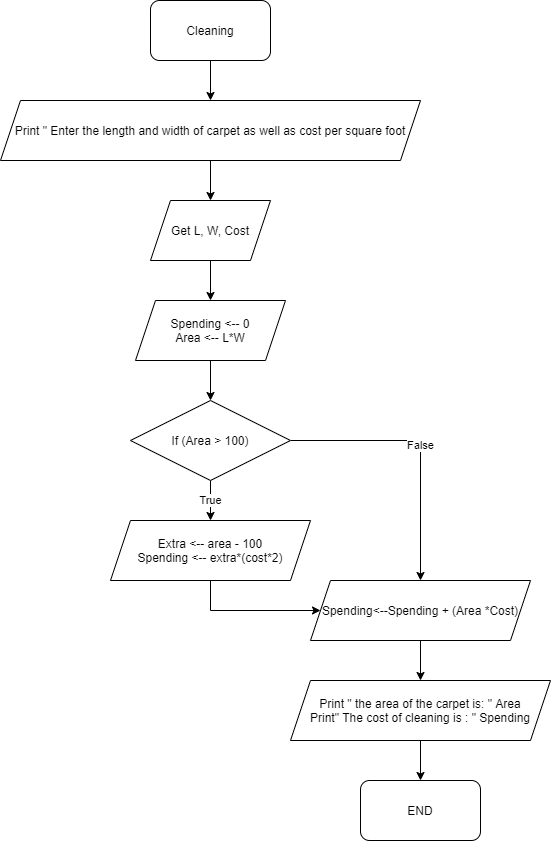 Cleaning
Print " Enter the length and width of carpet as well as cost per square foot
Get L, W, Cost
Spending <-- 0
Area <-- L*W
If (Area > 100)
False
True
Extra <-- area - 100
Spending <-- extra*(cost*2)
Spending<--Spending + (Area *Cost)
Print " the area of the carpet is: " Area
Print" The cost of cleaning is : " Spending
END